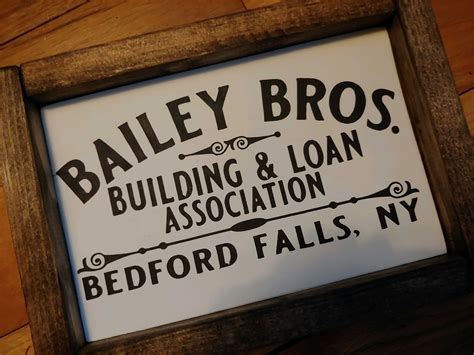 BAILEY BROS.
BUILDING & LOAN
ASSOCIATION
BEDFORD FALLS, NY